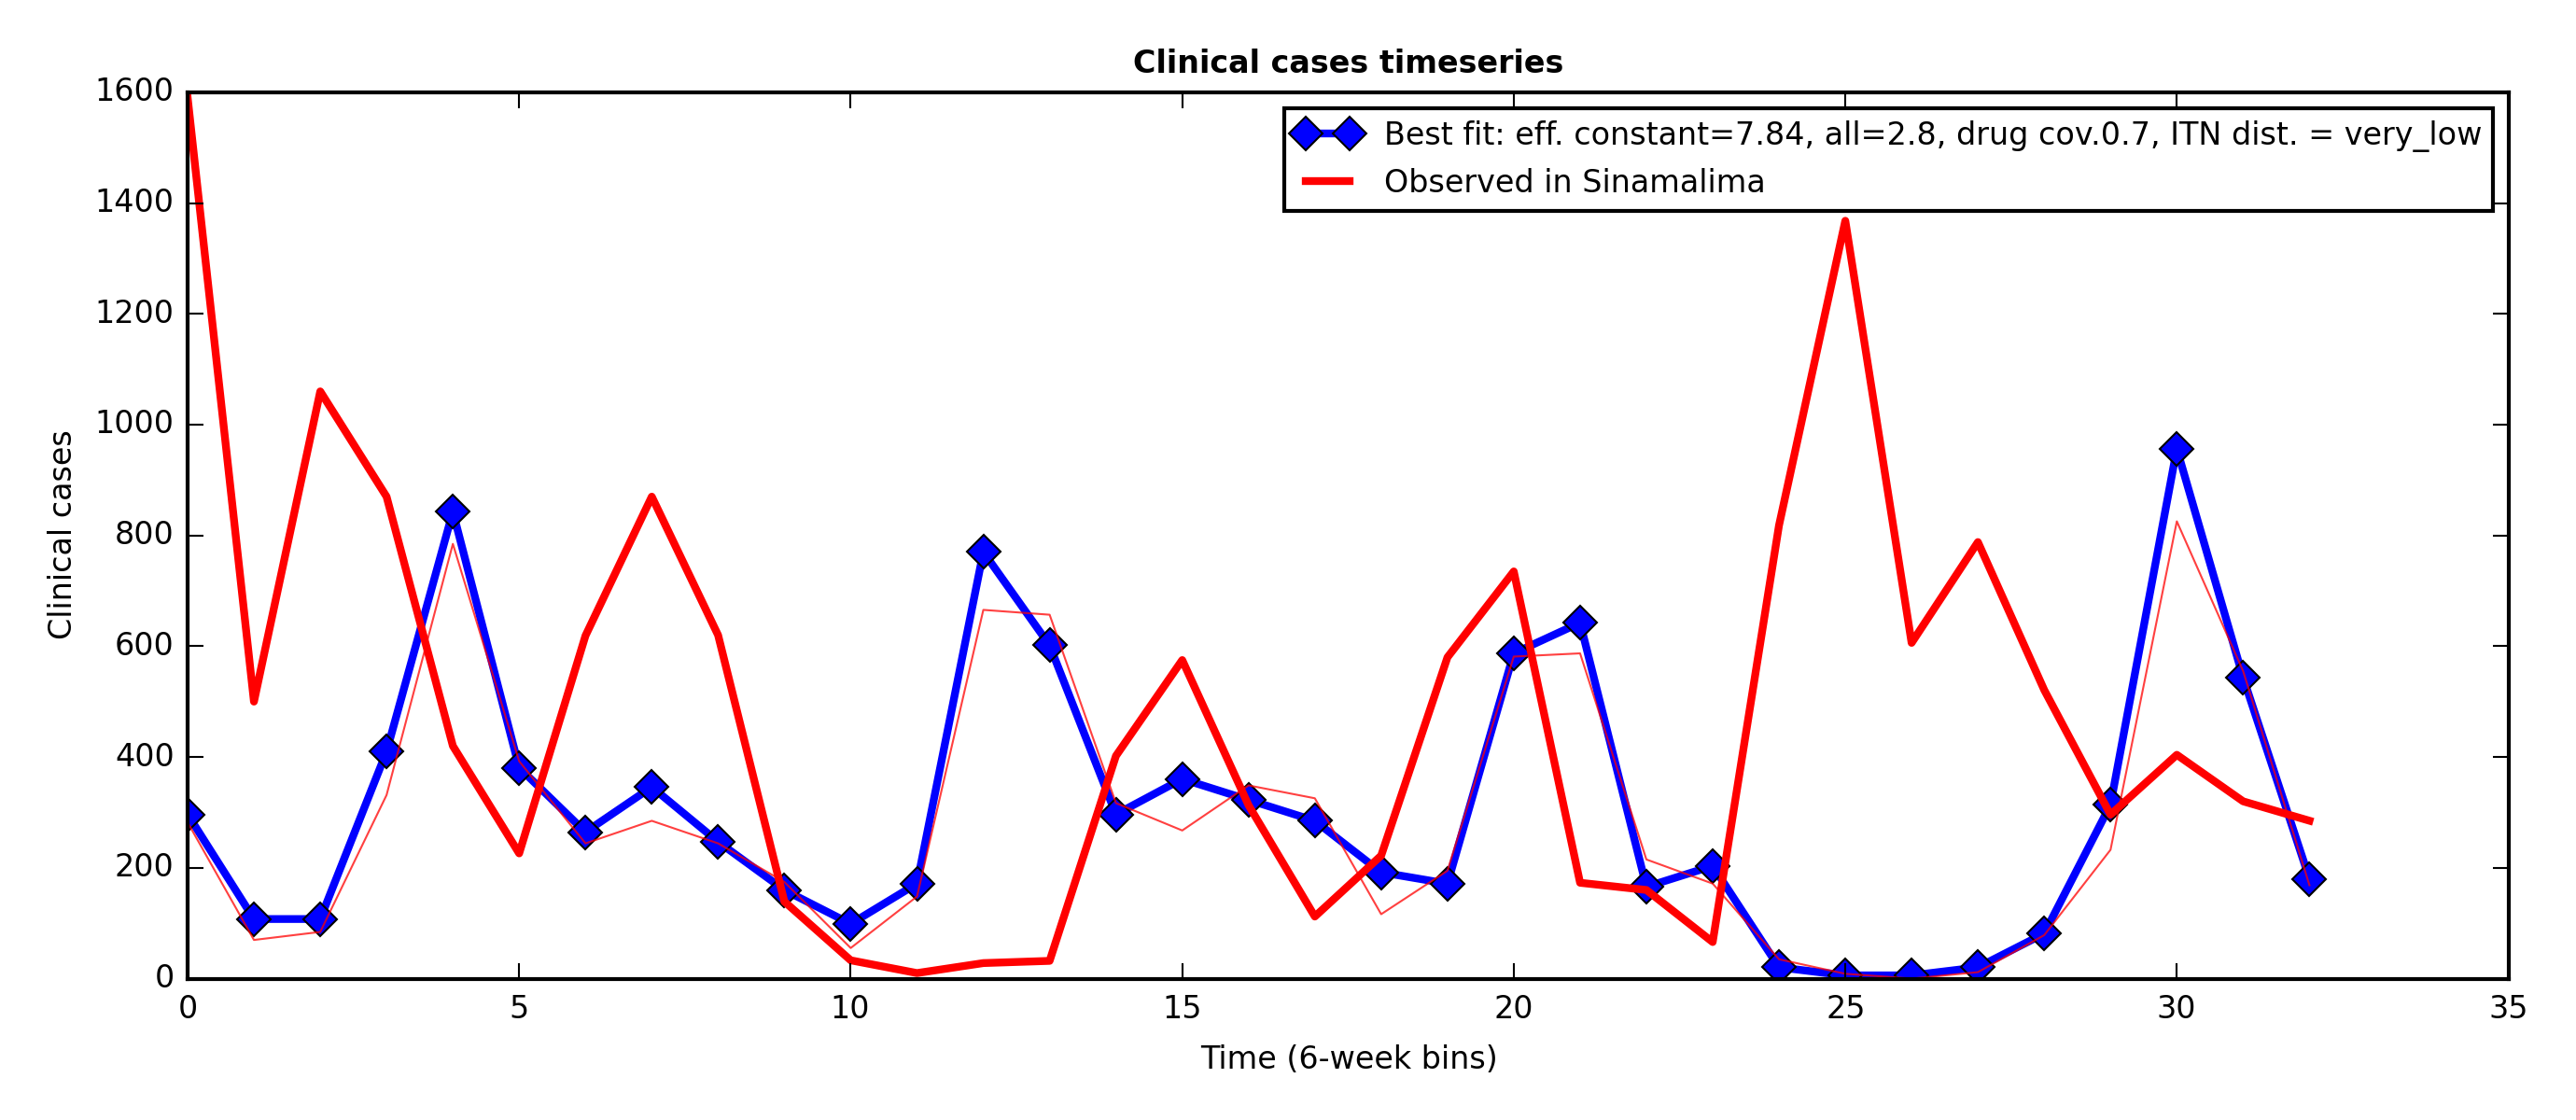 Clinical cases timeseries
Best fit: eff. constant=7.84, all=2.8, drug cov.0.7, ITN dist. = very_low
Observed in Sinamalima
Clinical cases
1600
1400
1200
1000
800
600
400
200
0
0 5 10 15 20 25 30 35
Time (6-week bins)